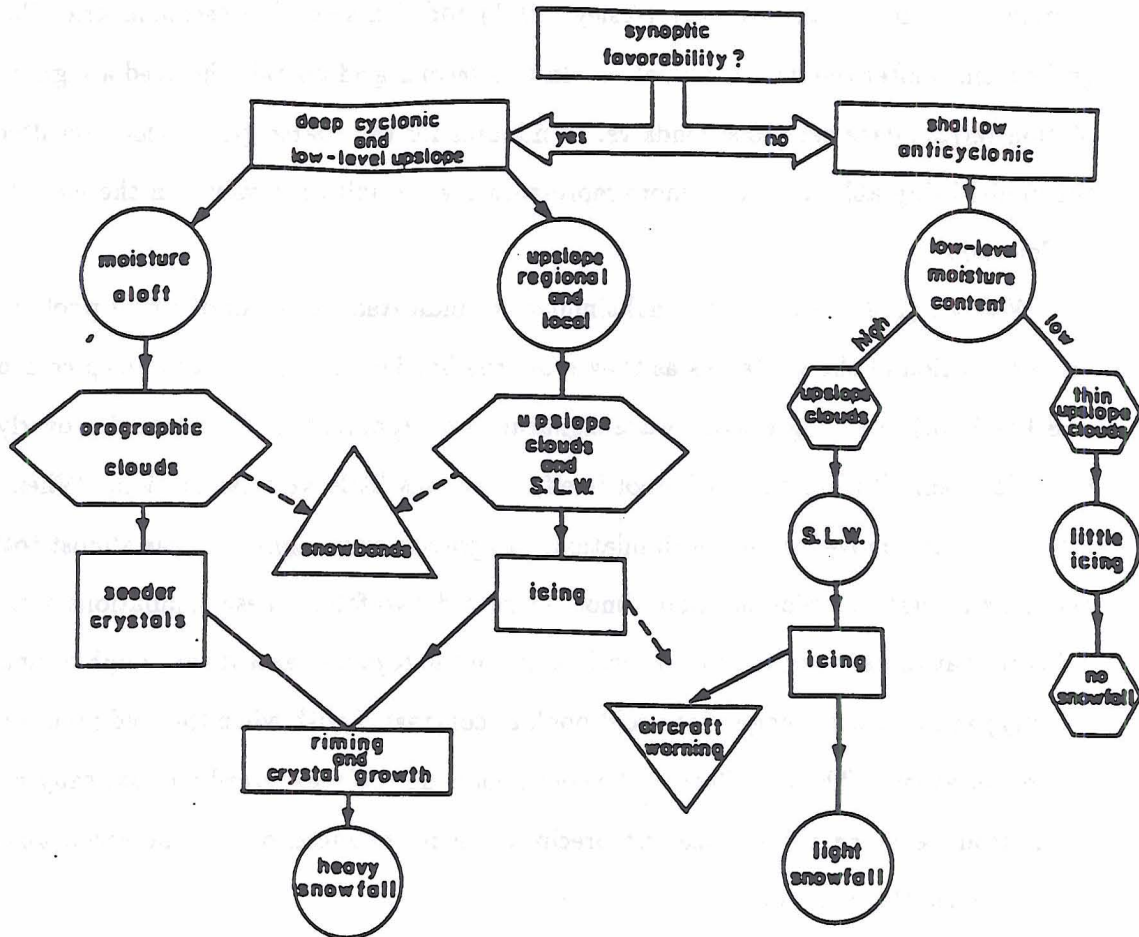 synoptic
favorability?
deep cyclonic
and
low-level upslope
yes
no
shallow
anticyclonic
moisture
aloft
upslope
regional
and
local
low-level
moisture
content
high
low
orographic
clouds
upslope
clouds
and
S.L.W.
upslope
clouds
thin
upslope
clouds
snowbands
S.L.W.
little
icing
seeder
crystals
icing
icing
no
snowfall
aircraft
warning
riming
and
crystal growth
heavy
snowfall
light
snowfall